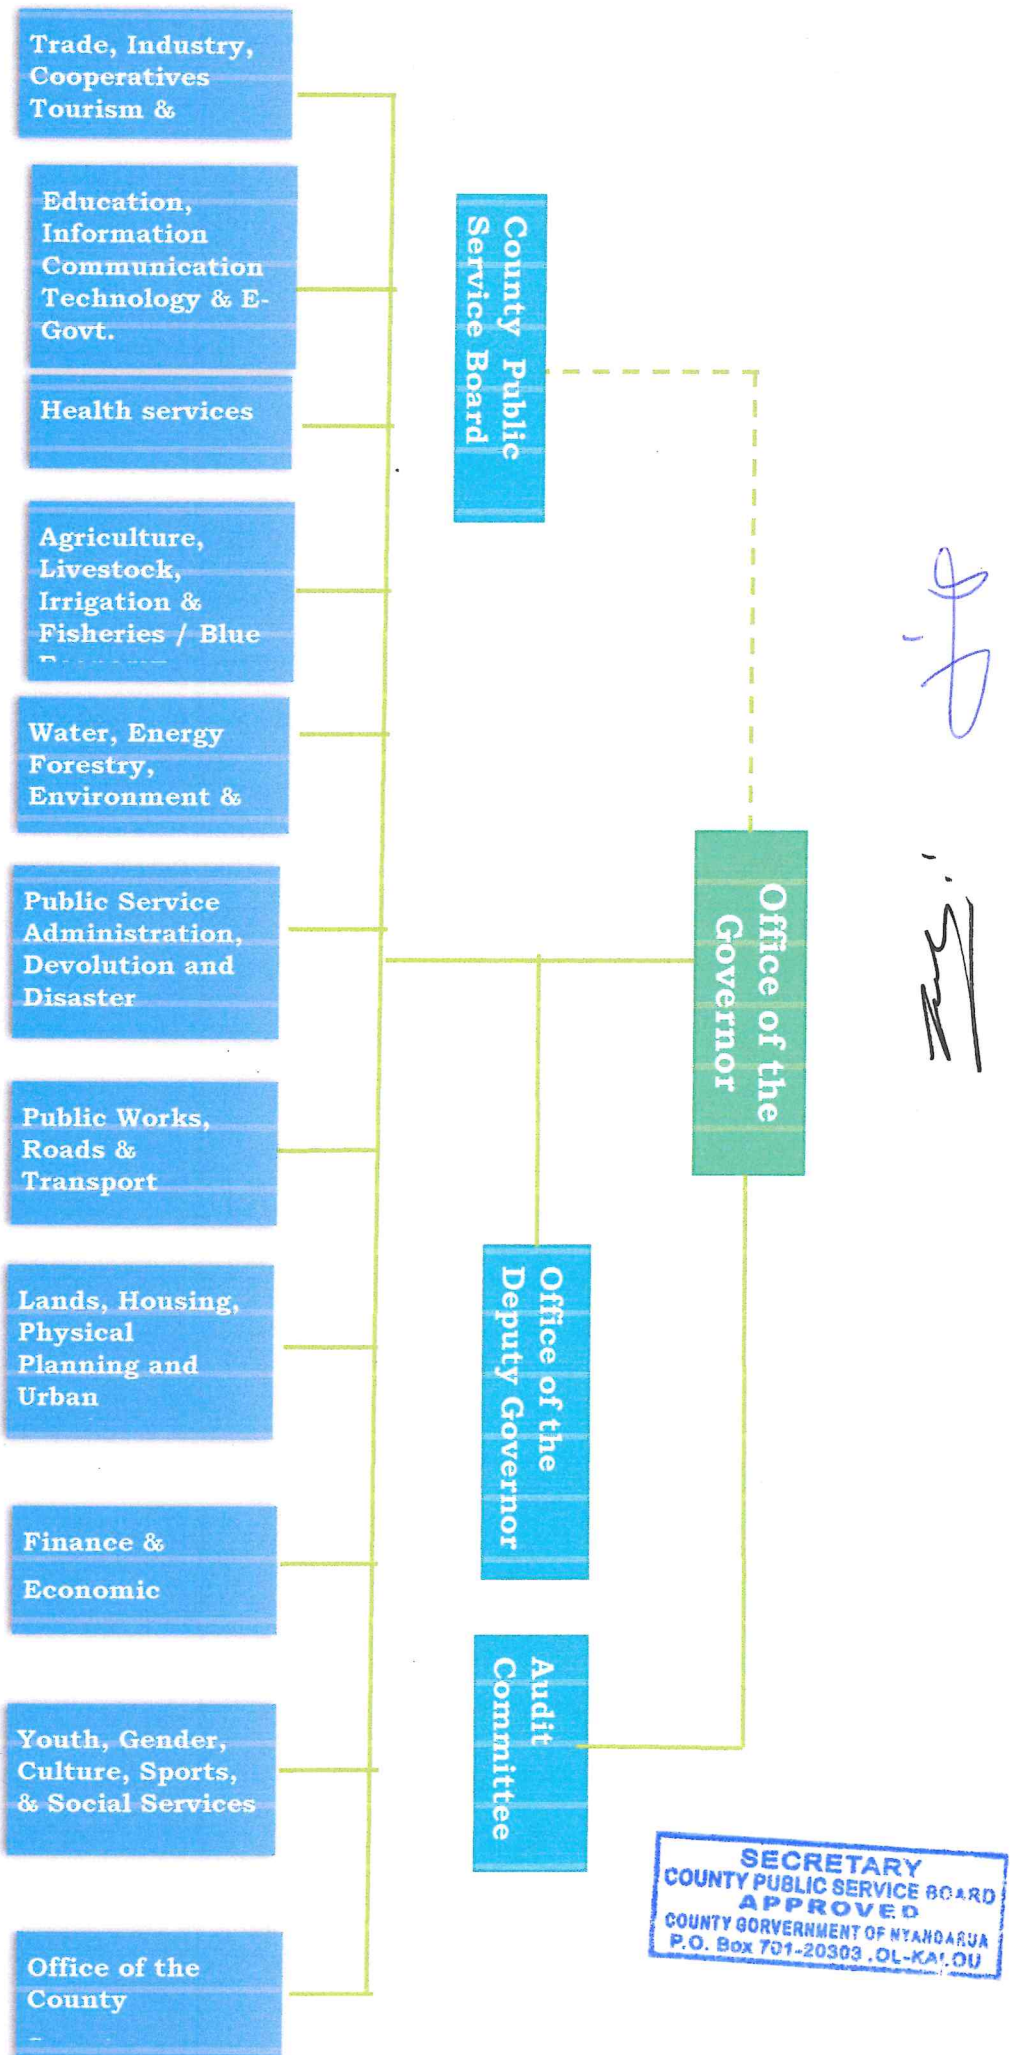 Office of the
Governor
County Public
Service Board
Office of the
Deputy Governor
Audit
Committee
Trade, Industry,
Cooperatives
Tourism &
Education,
Information
Communication
Technology & E-
Govt.
Health services
Agriculture,
Livestock,
Irrigation &
Fisheries / Blue
Water, Energy
Forestry,
Environment &
Public Service
Administration,
Devolution and
Disaster
Public Works,
Roads &
Transport
Lands, Housing,
Physical
Planning and
Urban
Finance &
Economic
Youth, Gender,
Culture, Sports,
& Social Services
Office of the
County
SECRETARY
COUNTY PUBLIC SERVICE BOARD
APPROVED
COUNTY GORVERNMENT OF NYANDARUA
P.O. Box 701-20303, OL-KALOU